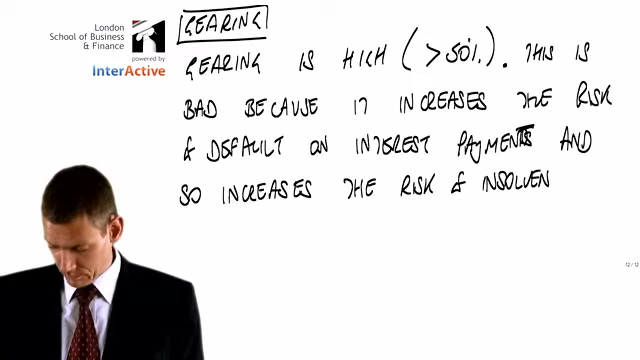 London
School of Business
& Finance
powered by
InterActive
GEARING
GEARING IS HIGH (>50%). THIS IS
BAD BECAUSE IT INCREASES THE RISK
of DEFAULT ON INTEREST PAYMENTS AND
SO INCREASES THE RISK of INSOLVEN
12 / 12